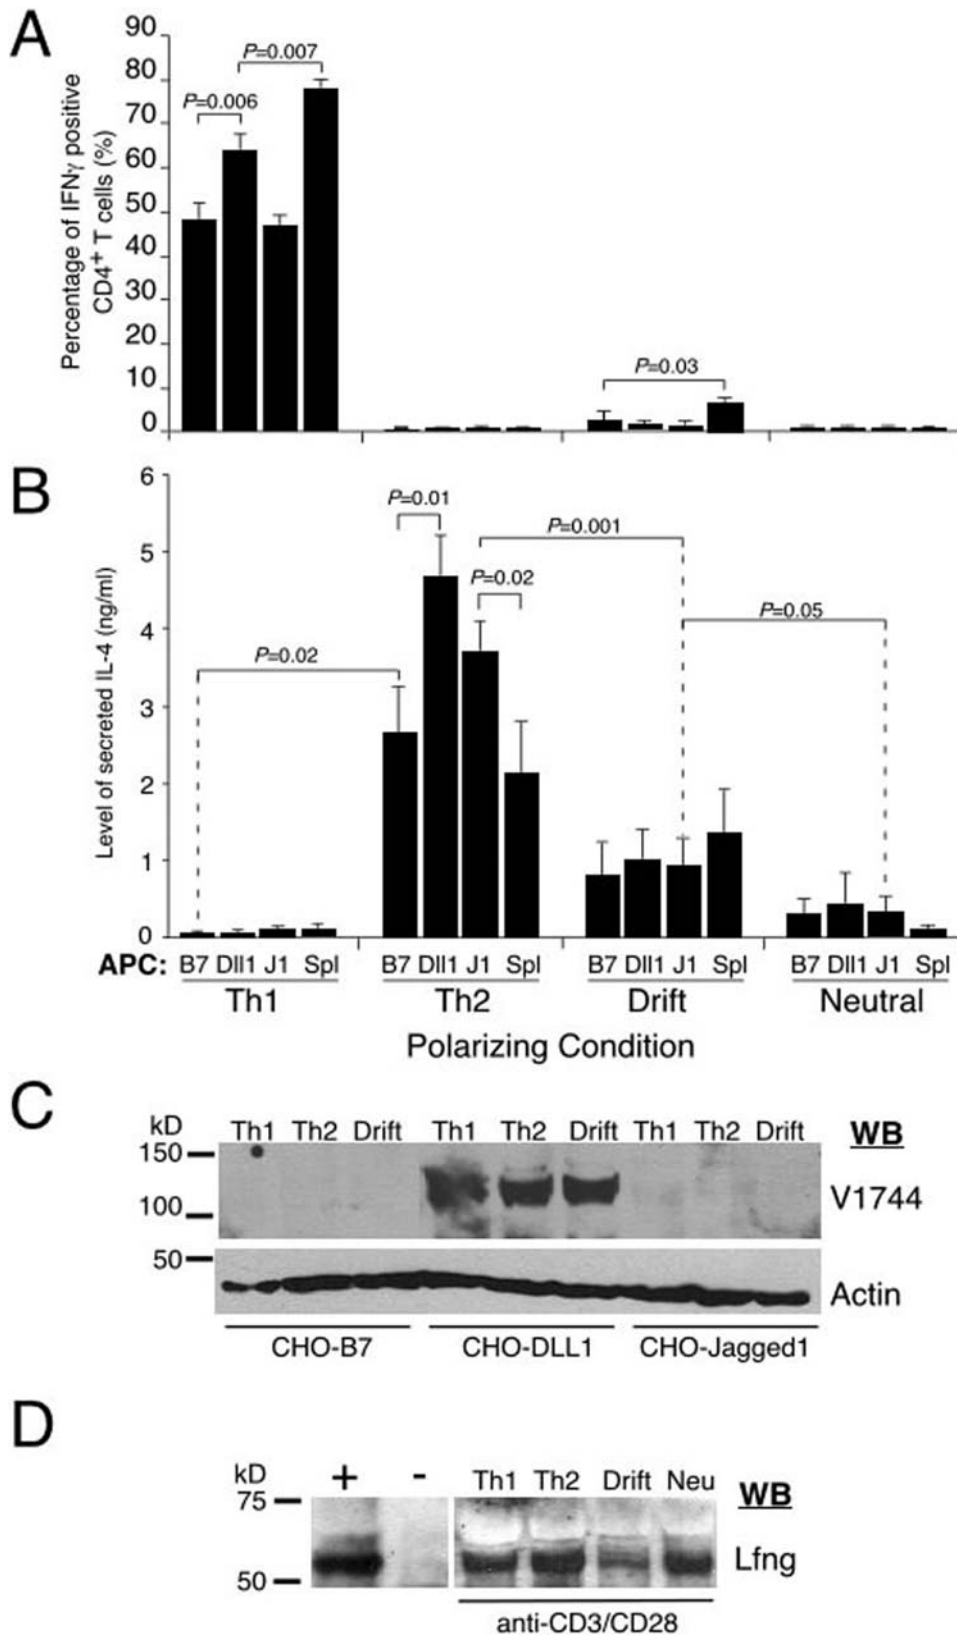 A
Percentage of IFNγ positive
CD4+ T cells (%)
90
80
70
60
50
40
30
20
10
0
P=0.007
P=0.006
P=0.03
B
Level of secreted IL-4 (ng/ml)
6
5
4
3
2
1
0
P=0.01
P=0.001
P=0.02
P=0.05
P=0.02
APC: B7 Dll1 J1 Spl B7 Dll1 J1 Spl B7 Dll1 J1 Spl B7 Dll1 J1 Spl
Th1 Th2 Drift Neutral
Polarizing Condition
C
kD Th1 Th2 Drift Th1 Th2 Drift Th1 Th2 Drift WB
150
100
V1744
50
Actin
CHO-B7 CHO-DLL1 CHO-Jagged1
D
kD + - Th1 Th2 Drift Neu WB
75
Lfng
50
anti-CD3/CD28